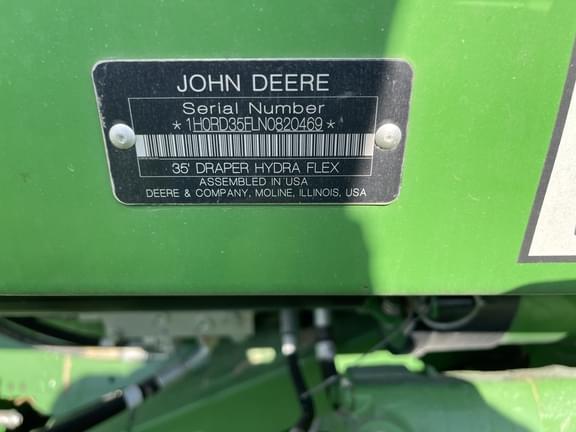 JOHN DEERE
Serial Number
*1H0RD35FLN0820469*
35' DRAPER HYDRA FLEX
ASSEMBLED IN USA
DEERE & COMPANY, MOLINE, ILLINOIS, USA